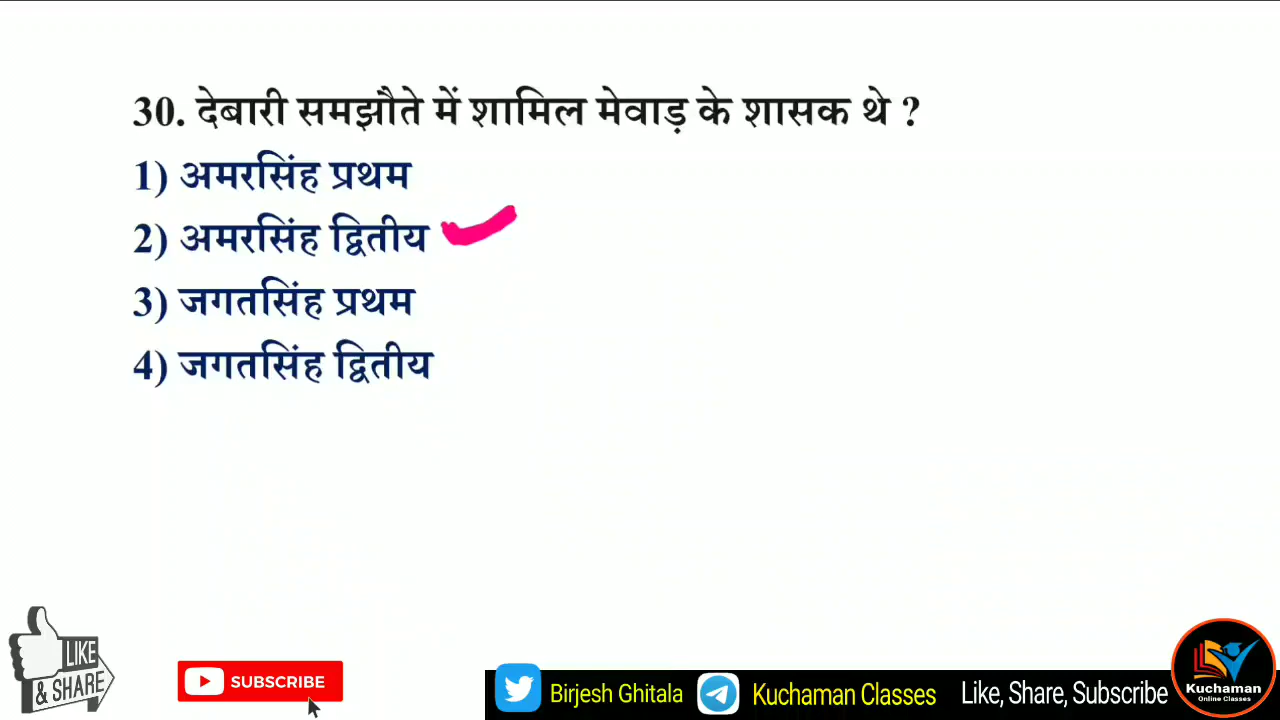 30. देबारी समझौते में शामिल मेवाड़ के शासक थे ?
1) अमरसिंह प्रथम
2) अमरसिंह द्वितीय
3) जगतसिंह प्रथम
4) जगतसिंह द्वितीय
LIKE
& SHARE
SUBSCRIBE
Birjesh Ghitala
Kuchaman Classes
Like, Share, Subscribe
Kuchaman
Online Classes